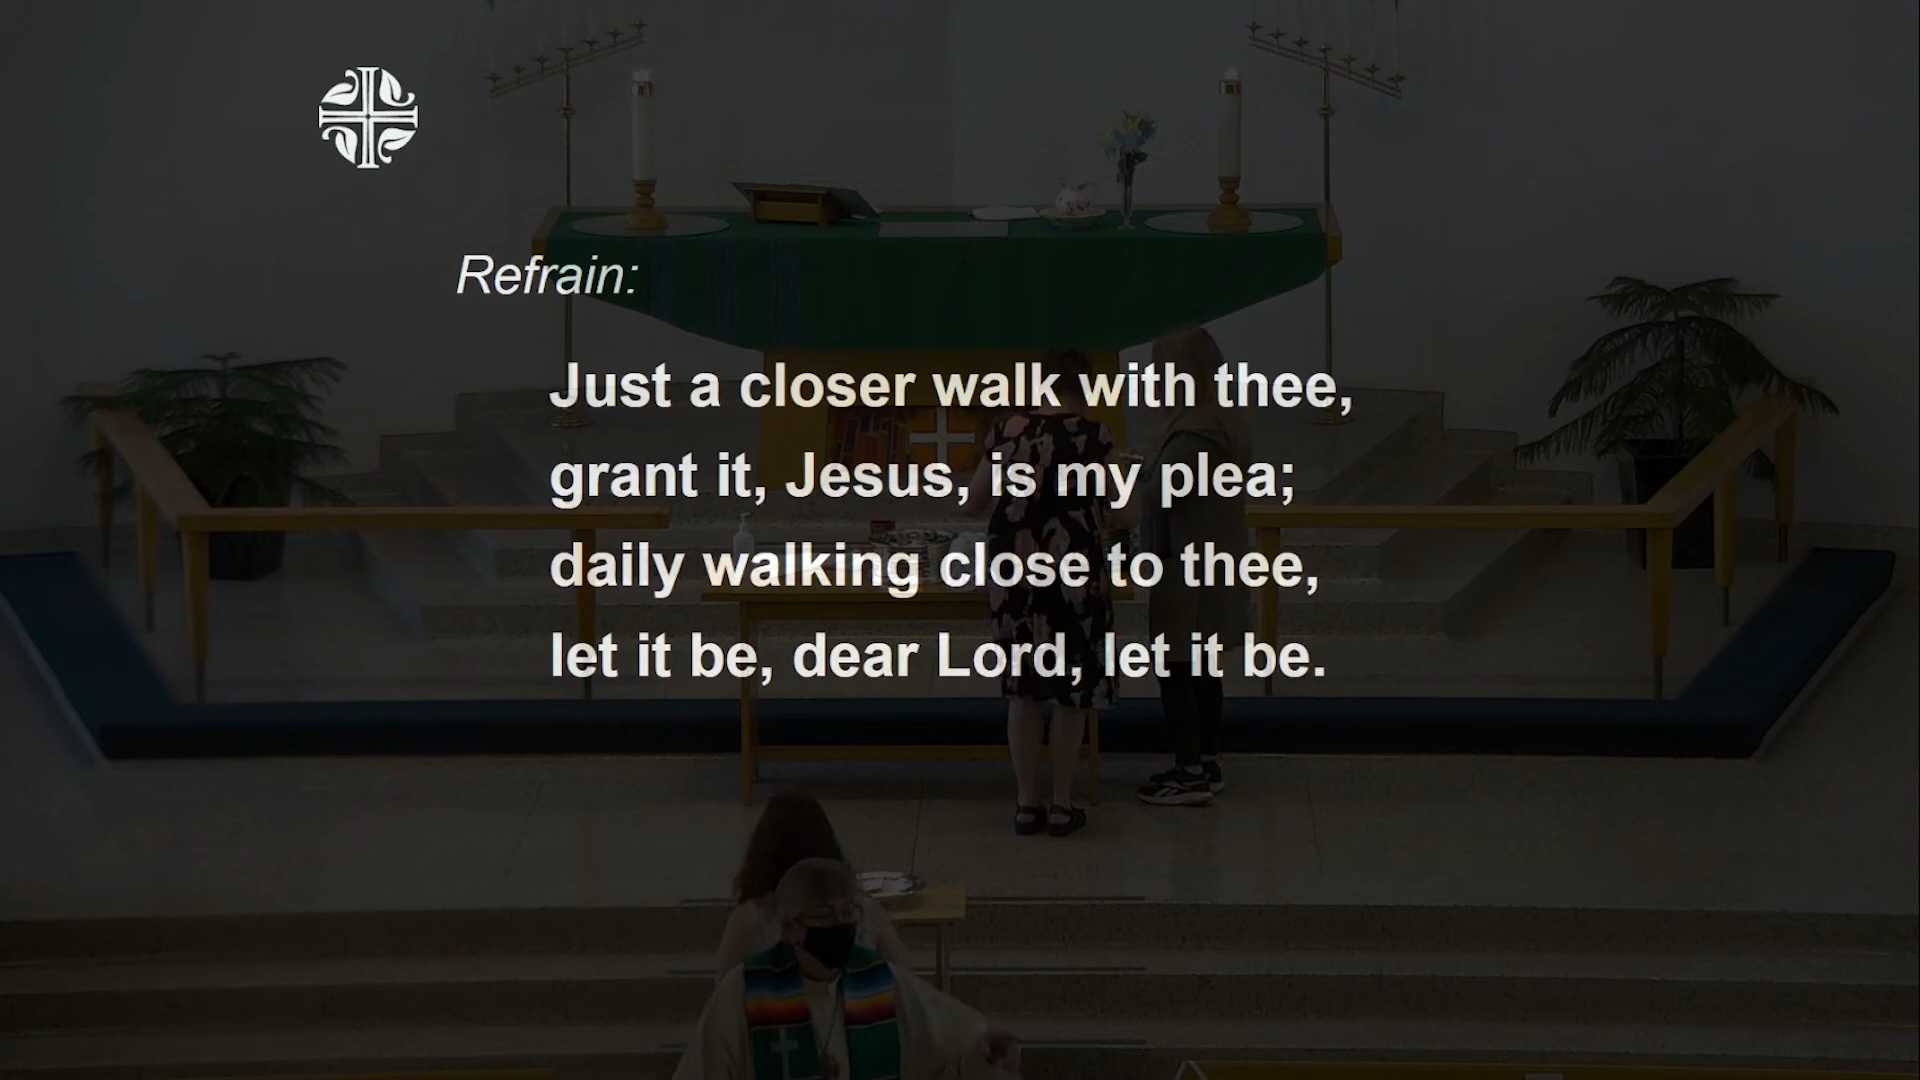 Refrain:
Just a closer walk with thee,
grant it, Jesus, is my plea;
daily walking close to thee,
let it be, dear Lord, let it be.